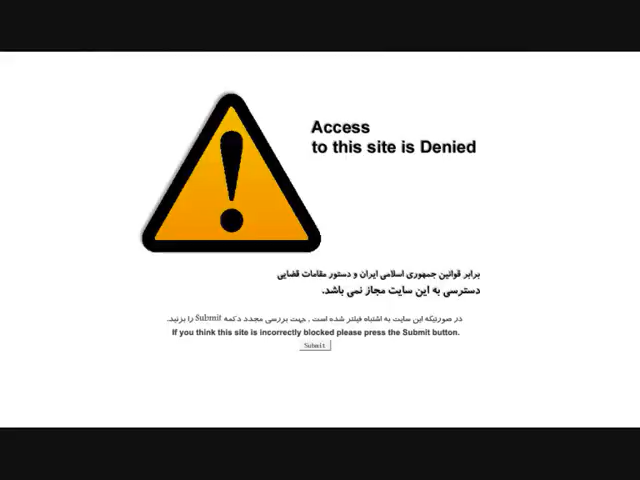 Access
to this site is Denied
برابر قوانین جمهوری اسلامی ایران و دستور مقامات قضایی
دسترسی به این سایت مجاز نمی باشد.
در صورتیکه این سایت به اشتباه فیلتر شده است , جهت بررسی مجدد دکمه Submit را بزنید.
If you think this site is incorrectly blocked please press the Submit button.
Submit